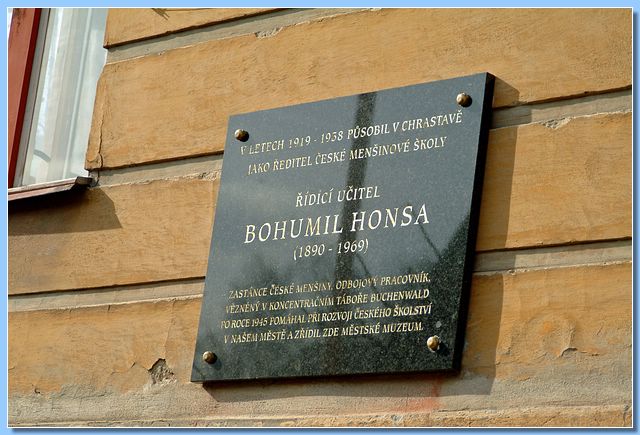 V LETECH 1919 - 1938 PŮSOBIL V CHRASTAVĚ
JAKO ŘEDITEL ČESKÉ MENŠINOVÉ ŠKOLY
ŘÍDÍCÍ UČITEL
BOHUMIL HONSA
(1890 - 1969)
ZASTÁNCE ČESKÉ MENŠINY, ODBOJOVÝ PRACOVNÍK,
VĚZNĚNÝ V KONCENTRAČNÍM TÁBOŘE BUCHENWALD
PO ROCE 1945 POMÁHAL PŘI ROZVOJI ČESKÉHO ŠKOLSTVÍ
V NAŠEM MĚSTĚ A ZŘÍDIL ZDE MĚSTSKÉ MUZEUM.